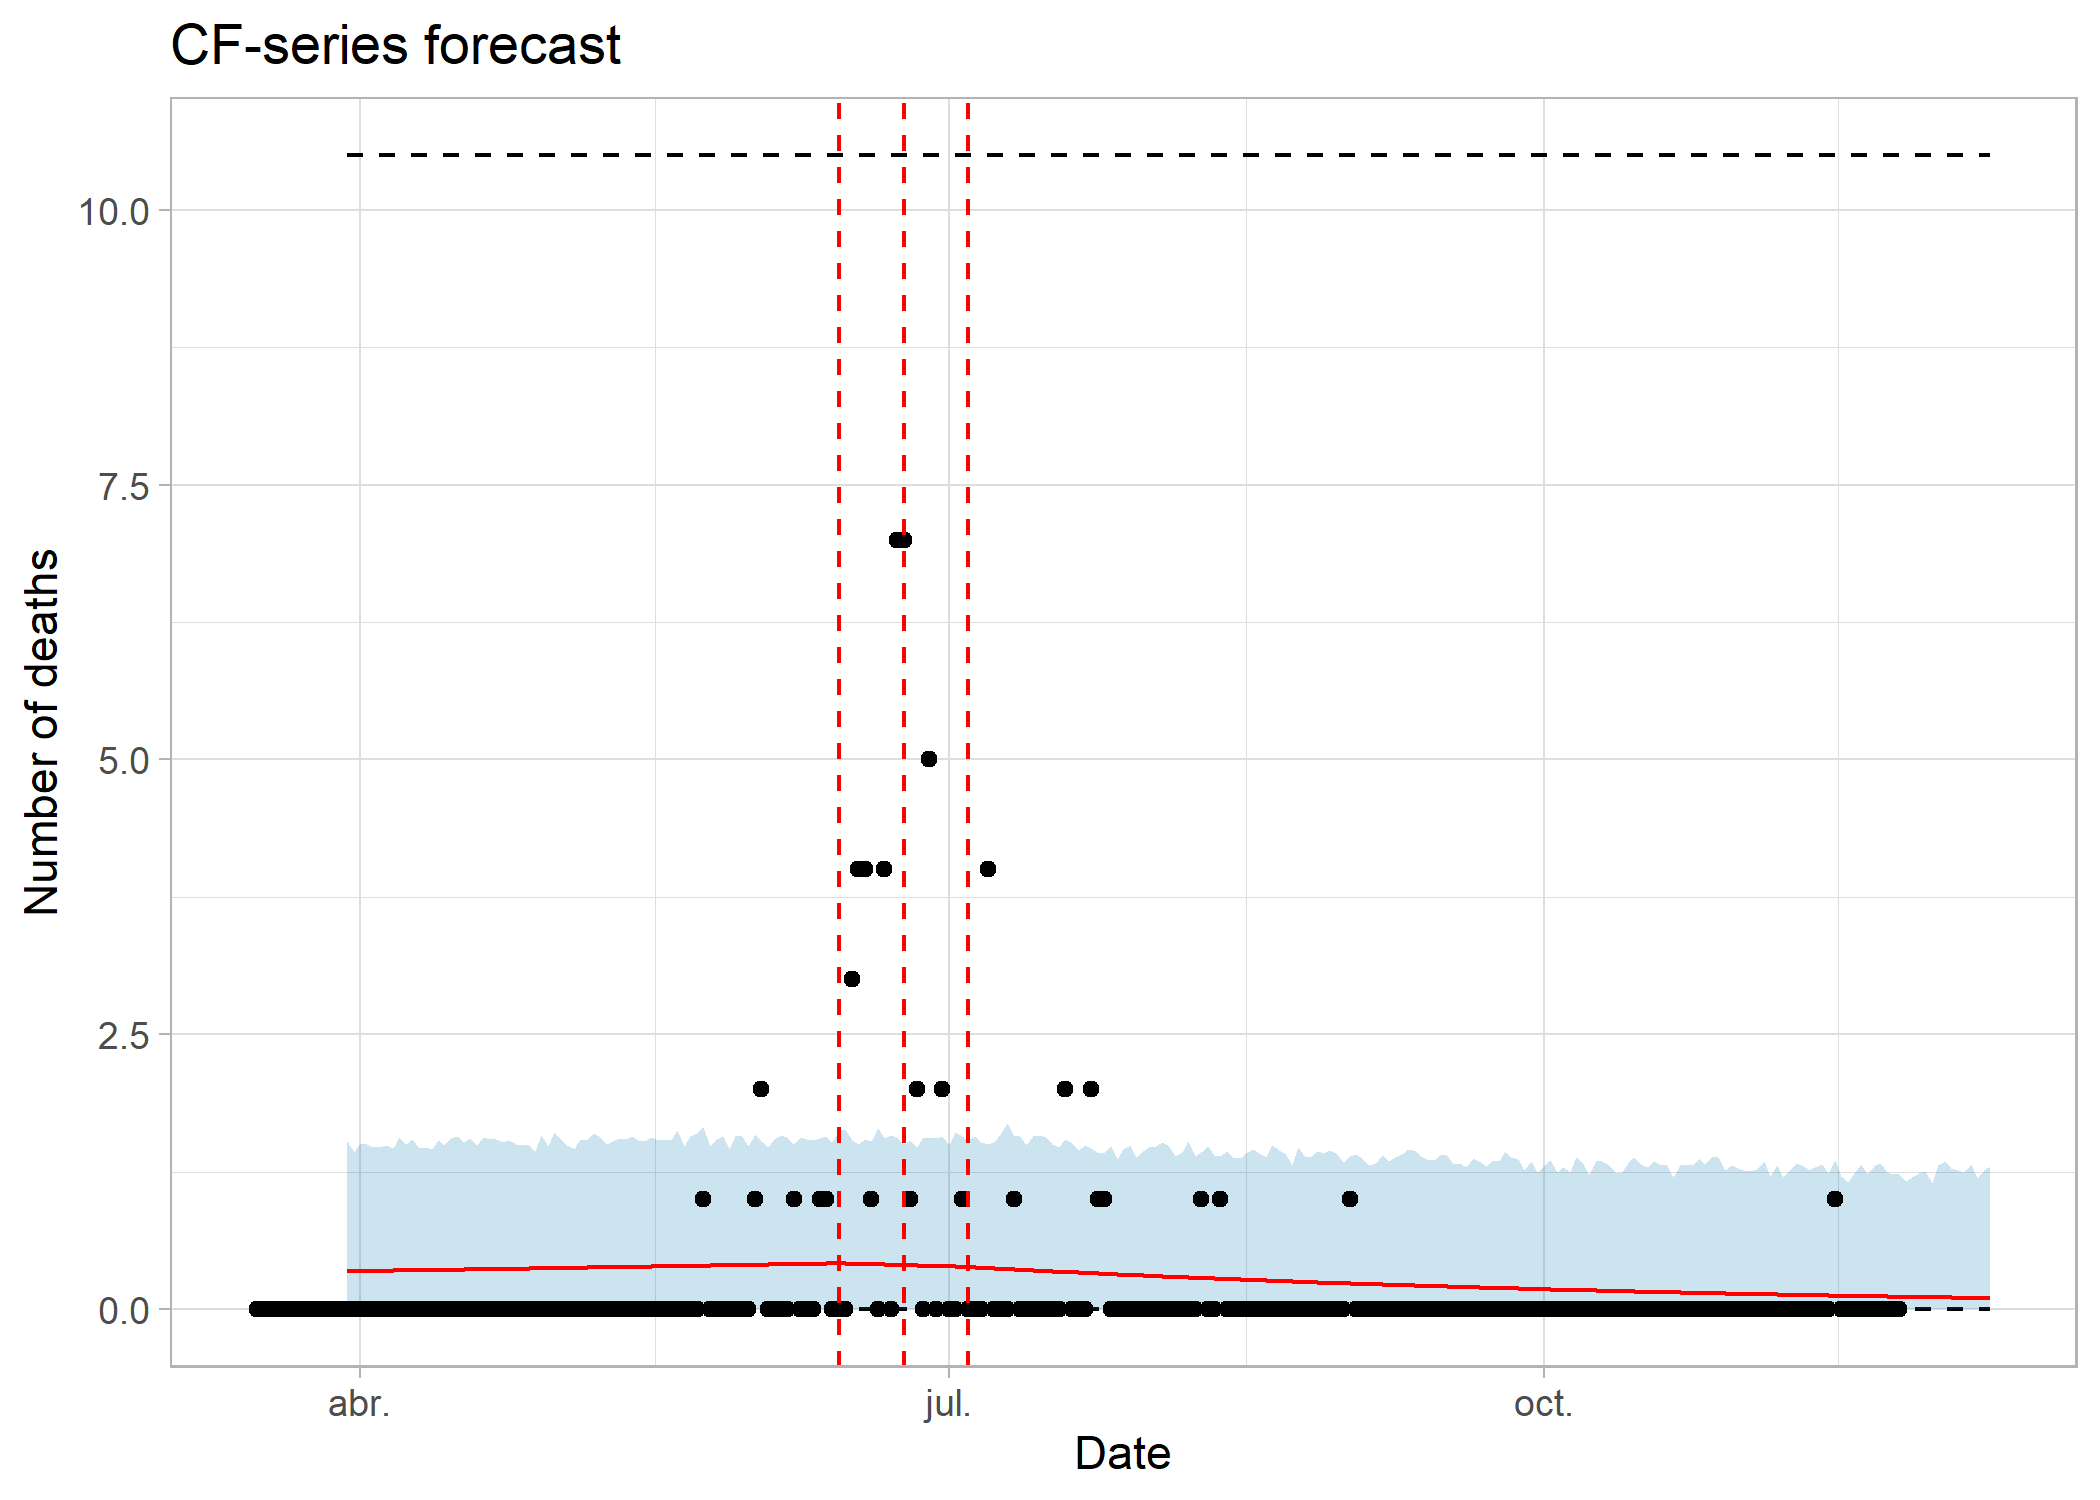 CF-series forecast
10.0
7.5
5.0
2.5
0.0
Number of deaths
abr.
jul.
oct.
Date